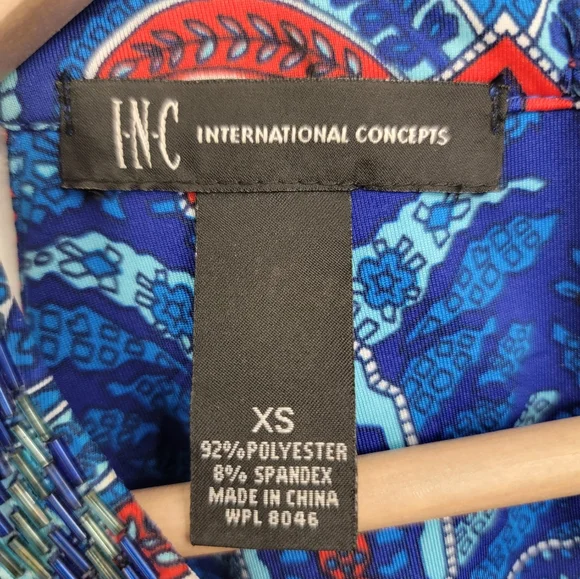 I·N·C INTERNATIONAL CONCEPTS
XS
92% POLYESTER
8% SPANDEX
MADE IN CHINA
WPL 8046